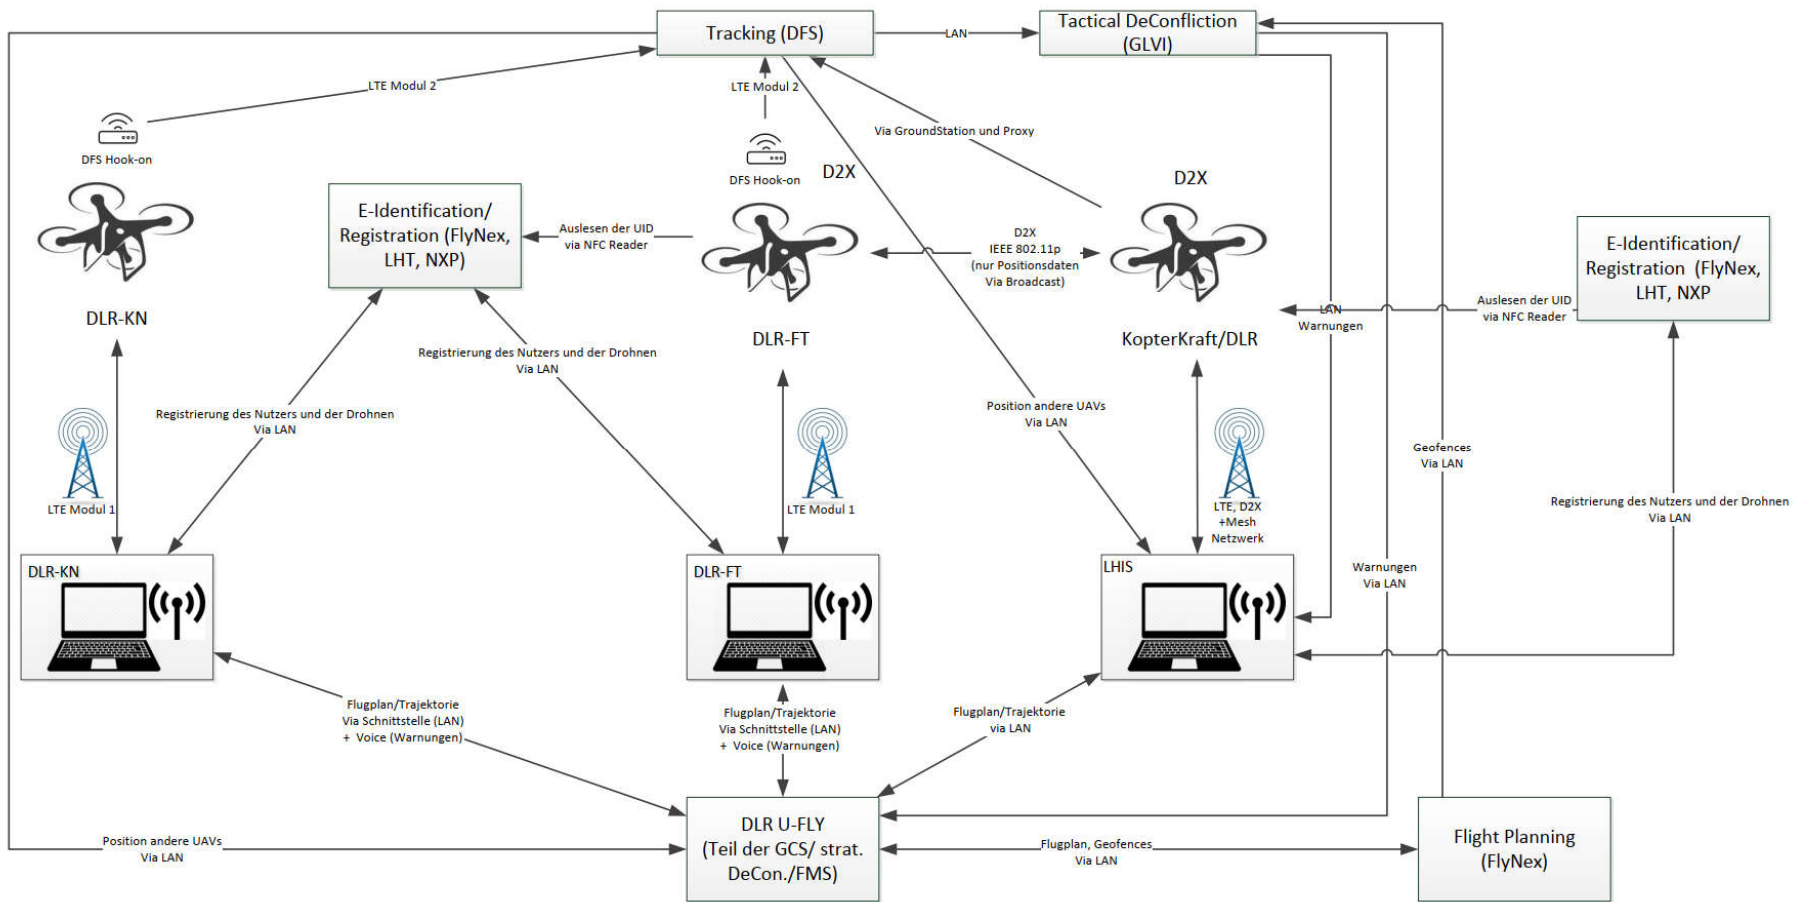 Tracking (DFS)
LAN
Tactical DeConfliction
(GLVI)
LTE Modul 2
DFS Hook-on
LTE Modul 2
DFS Hook-on
D2X
Via GroundStation und Proxy
D2X
E-Identification/
Registration (FlyNex,
LHT, NXP)
Auslesen der UID
via NFC Reader
D2X
IEEE 802.11p
(nur Positionsdaten
Via Broadcast)
E-Identification/
Registration (FlyNex,
LHT, NXP
Auslesen der UID
via NFC Reader
LAN
Warnungen
DLR-KN
DLR-FT
KopterKraft/DLR
Registrierung des Nutzers und der Drohnen
Via LAN
Registrierung des Nutzers und der Drohnen
Via LAN
Position andere UAVs
Via LAN
Geofences
Via LAN
Registrierung des Nutzers und der Drohnen
Via LAN
LTE Modul 1
LTE Modul 1
LTE, D2X
+Mesh
Netzwerk
DLR-KN
DLR-FT
LHIS
Warnungen
Via LAN
Flugplan/Trajektorie
Via Schnittstelle (LAN)
+ Voice (Warnungen)
Flugplan/Trajektorie
Via Schnittstelle (LAN)
+ Voice (Warnungen)
Flugplan/Trajektorie
via LAN
Position andere UAVs
Via LAN
DLR U-FLY
(Teil der GCS/ strat.
DeCon./FMS)
Flugplan, Geofences
Via LAN
Flight Planning
(FlyNex)